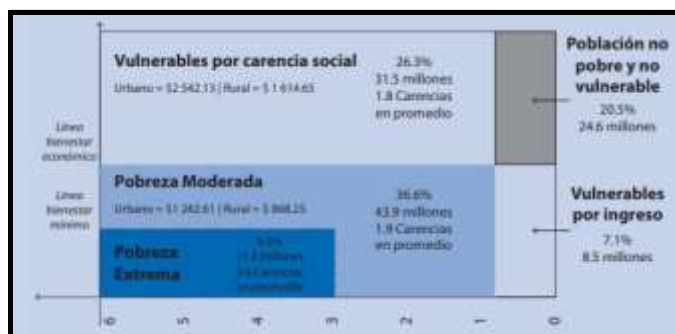 Vulnerables por carencia social
Urbano = $2 542.13 | Rural = $ 1 614.65
26.3%
31.5 millones
1.8 Carencias
en promedio
Población no
pobre y no
vulnerable
20.5%
24.6 millones
Línea
bienestar
económico
Pobreza Moderada
Urbano = $1 242.61 | Rural = $ 868.25
36.6%
43.9 millones
1.9 Carencias
en promedio
Línea
bienestar
mínimo
Vulnerables
por ingreso
7.1%
8.5 millones
Pobreza
Extrema
millones
Carencias
6 5 4 3 2 1 0